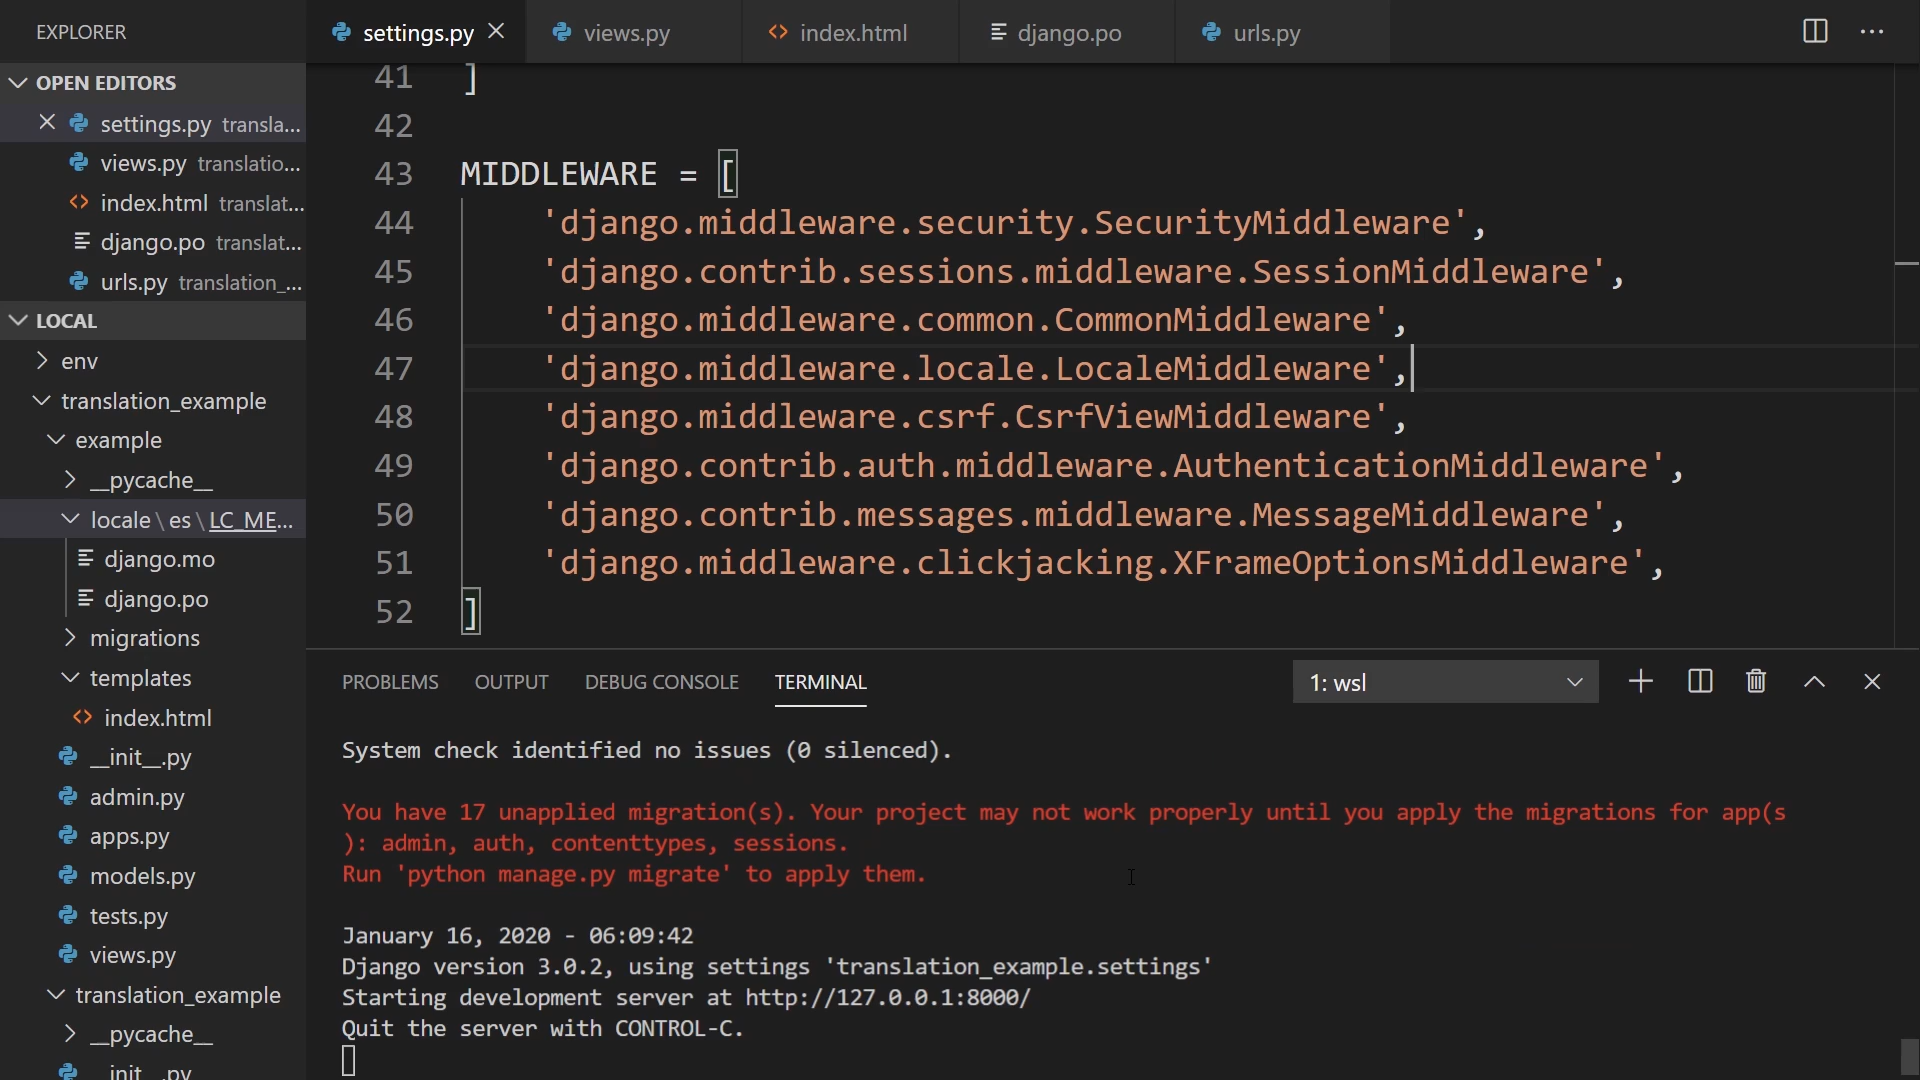 EXPLORER
OPEN EDITORS
settings.py transla...
views.py translatio...
index.html translat...
django.po translat...
urls.py translation_...
LOCAL
env
translation_example
example
__pycache__
locale\es\LC_ME...
django.mo
django.po
migrations
templates
index.html
__init__.py
admin.py
apps.py
models.py
tests.py
views.py
translation_example
__pycache__
__init__.py
settings.py
views.py
index.html
django.po
urls.py
41 ]
42
43 MIDDLEWARE = [
44 'django.middleware.security.SecurityMiddleware',
45 'django.contrib.sessions.middleware.SessionMiddleware',
46 'django.middleware.common.CommonMiddleware',
47 'django.middleware.locale.LocaleMiddleware',
48 'django.middleware.csrf.CsrfViewMiddleware',
49 'django.contrib.auth.middleware.AuthenticationMiddleware',
50 'django.contrib.messages.middleware.MessageMiddleware',
51 'django.middleware.clickjacking.XFrameOptionsMiddleware',
52 ]
PROBLEMS OUTPUT DEBUG CONSOLE TERMINAL 1: wsl
System check identified no issues (0 silenced).
You have 17 unapplied migration(s). Your project may not work properly until you apply the migrations for app(s
): admin, auth, contenttypes, sessions.
Run 'python manage.py migrate' to apply them.
January 16, 2020 - 06:09:42
Django version 3.0.2, using settings 'translation_example.settings'
Starting development server at http://127.0.0.1:8000/
Quit the server with CONTROL-C.